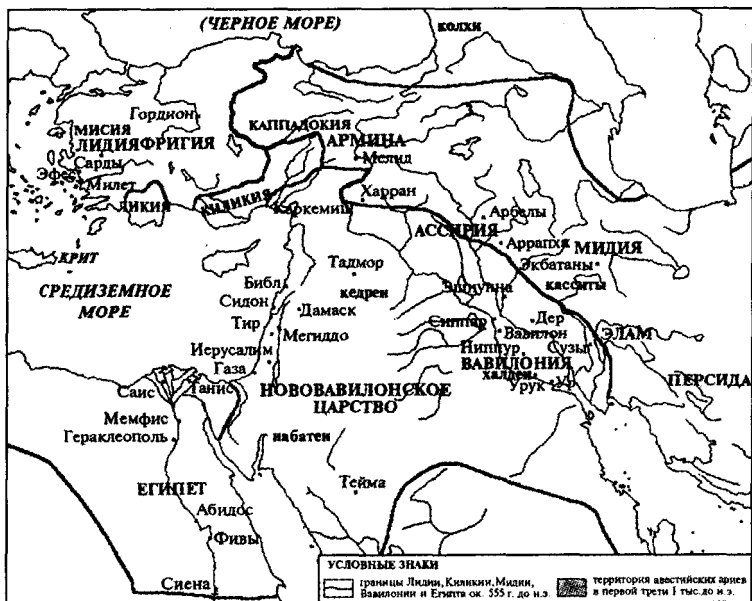 (ЧЕРНОЕ МОРЕ)
КОЛХИ
Гордион
КАППАДОКИЯ
МИСИЯ
АРМИНА
ЛИДИЯ ФРИГИЯ
Мелид
Сарды
Эфес
Милет
Харран
ЛИКИЯ
КИЛИКИЯ
Каркемиш
Арбелы
АССИРИЯ
Аррапха
МИДИЯ
КРИТ
Тадмор
Экбатаны
СРЕДИЗЕМНОЕ
МОРЕ
Библ
кедреи
Эшнунна
касситы
Сидон
Дамаск
Сиппар
Дер
Тир
Вавилон
ЭЛАМ
Мегиддо
Ниппур
Сузы
Иерусалим
ВАВИЛОНИЯ
Газа
халдеи
ПЕРСИДА
Саис
Танис
НОВОВАВИЛОНСКОЕ
ЦАРСТВО
Урук
Ур
Мемфис
Гераклеополь
набатеи
ЕГИПЕТ
Тейма
Абидос
Фивы
Сиена
УСЛОВНЫЕ ЗНАКИ
границы Лидии, Киликии, Мидии,
Вавилонии и Египта ок. 555 г. до н.э.
территория авестийских ариев
в первой трети I тыс. до н.э.